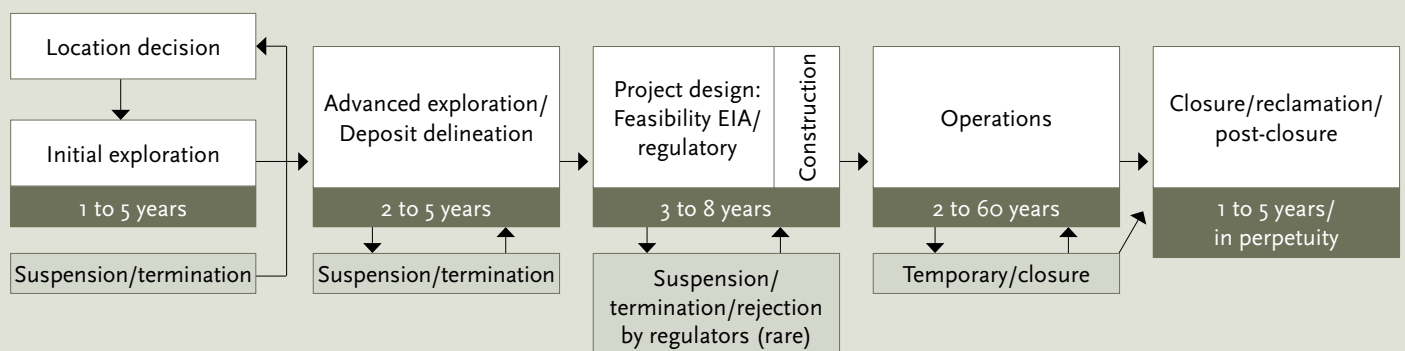 Location decision
Initial exploration
1 to 5 years
Suspension/termination
Advanced exploration/
Deposit delineation
2 to 5 years
Suspension/termination
Project design:
Feasibility EIA/
regulatory
Construction
3 to 8 years
Suspension/
termination/rejection
by regulators (rare)
Operations
2 to 60 years
Temporary/closure
Closure/reclamation/
post-closure
1 to 5 years/
in perpetuity